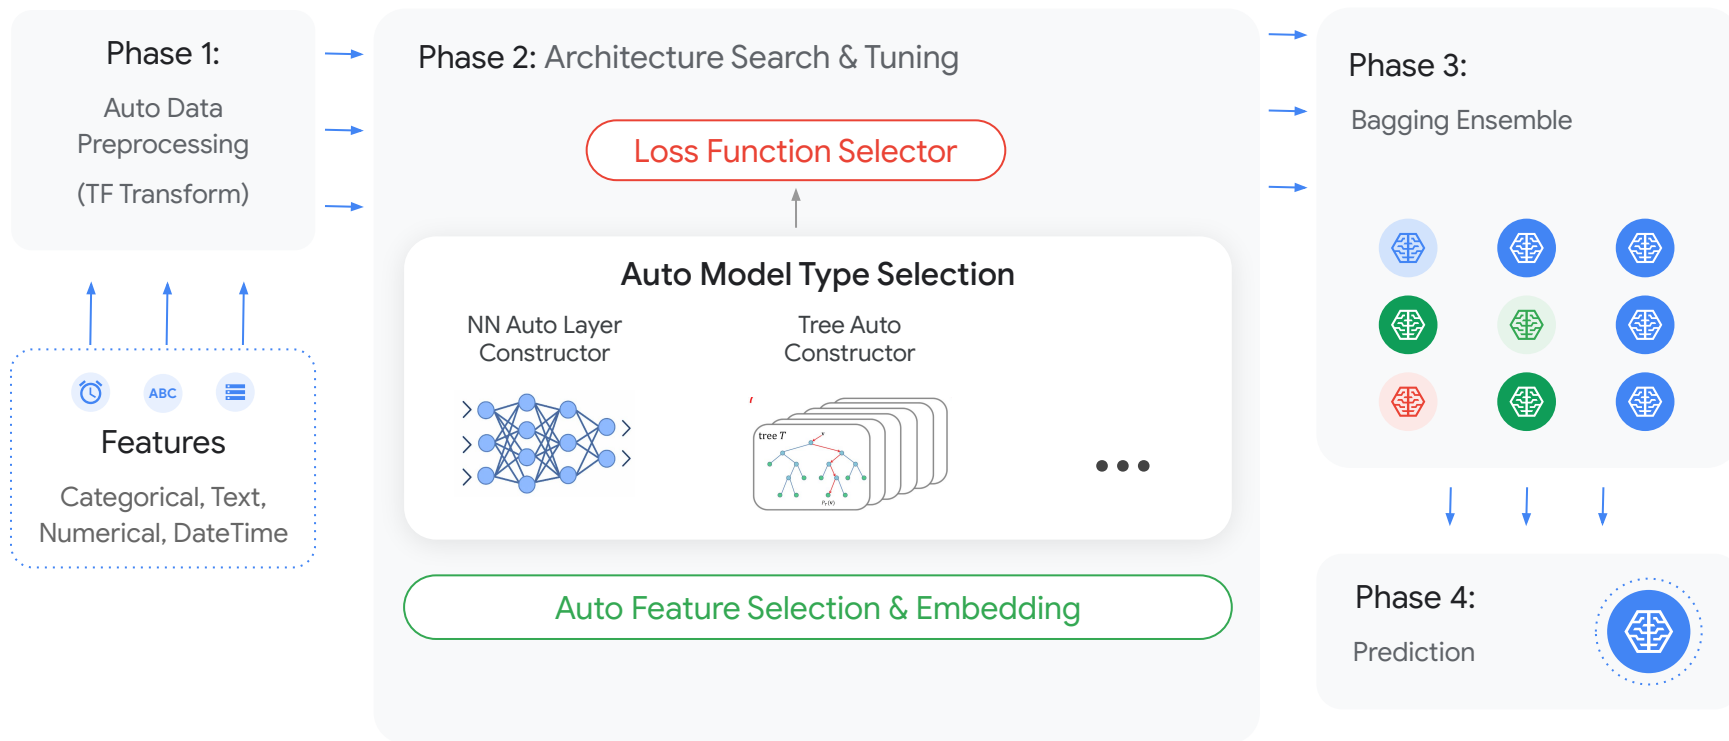 Phase 1:
Auto Data
Preprocessing
(TF Transform)
ABC
Features
Categorical, Text,
Numerical, DateTime
Phase 2: Architecture Search & Tuning
Loss Function Selector
Auto Model Type Selection
NN Auto Layer
Constructor
Tree Auto
Constructor
tree T
Auto Feature Selection & Embedding
Phase 3:
Bagging Ensemble
Phase 4:
Prediction